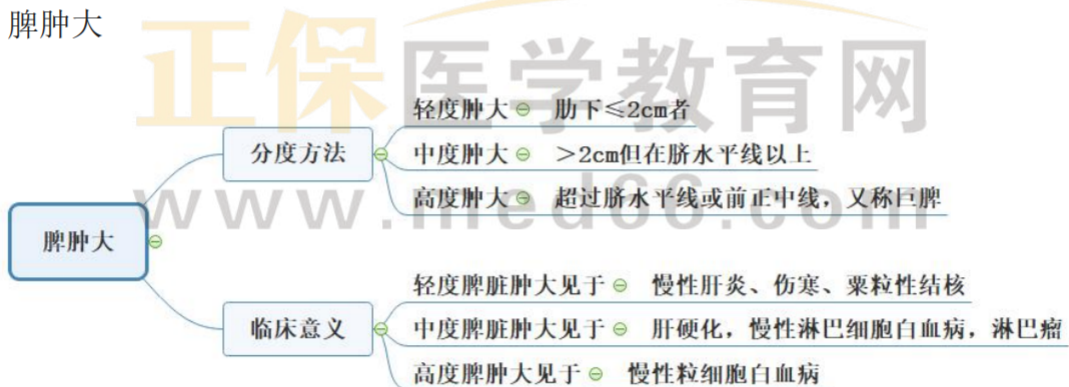 脾肿大
正保医学教育网
www.med66.com
脾肿大
分度方法
轻度肿大 肋下≤2cm者
中度肿大 >2cm但在脐水平线以上
高度肿大 超过脐水平线或前正中线，又称巨脾
临床意义
轻度脾脏肿大见于 慢性肝炎、伤寒、粟粒性结核
中度脾脏肿大见于 肝硬化，慢性淋巴细胞白血病，淋巴瘤
高度脾肿大见于 慢性粒细胞白血病